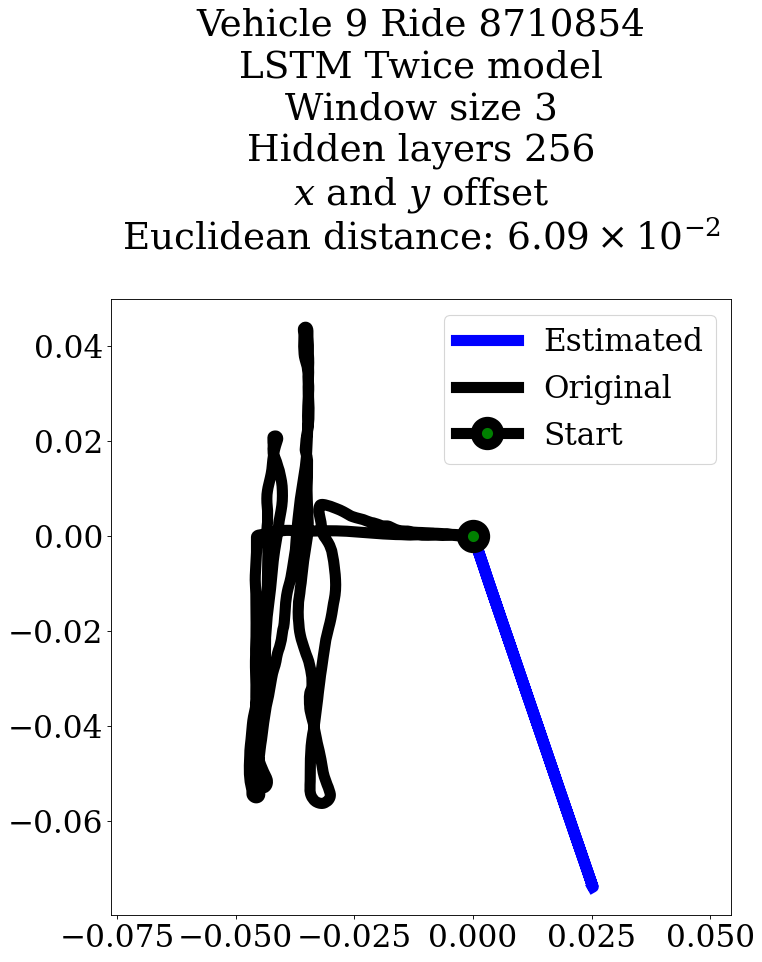 Vehicle 9 Ride 8710854
LSTM Twice model
Window size 3
Hidden layers 256
x and y offset
Euclidean distance: 6.09 × 10⁻²
Estimated
Original
Start
0.04
0.02
0.00
−0.02
−0.04
−0.06
−0.075 −0.050 −0.025 0.000 0.025 0.050